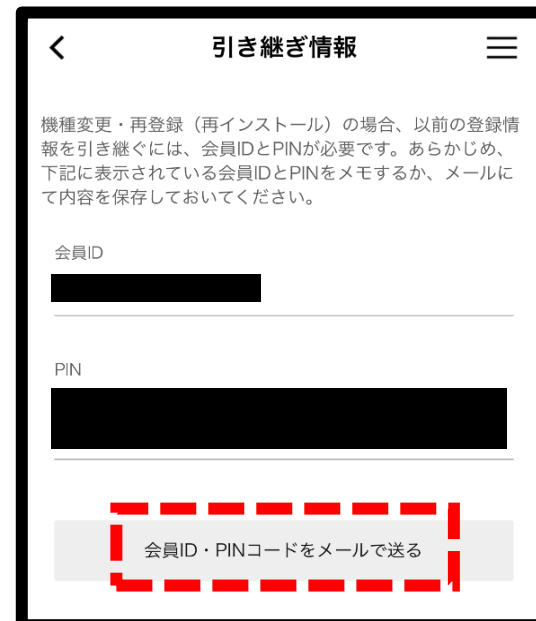 引き継ぎ情報
機種変更・再登録（再インストール）の場合、以前の登録情
報を引き継ぐには、会員IDとPINが必要です。あらかじめ、
下記に表示されている会員IDとPINをメモするか、メールに
て内容を保存しておいてください。
会員ID
PIN
会員ID・PINコードをメールで送る